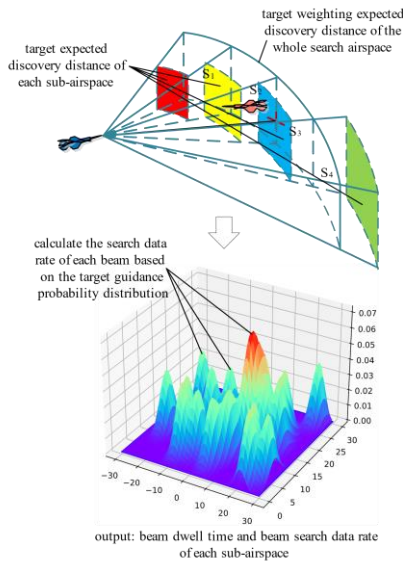 target weighting expected
discovery distance of the
whole search airspace
target expected
discovery distance of
each sub-airspace
S₁
S₃
S₄
calculate the search data
rate of each beam based
on the target guidance
probability distribution
0.07
0.06
0.05
0.04
0.03
0.02
0.01
0.00
-30
-20
-10
0
10
20
30
0
5
10
15
20
25
30
output: beam dwell time and beam search data rate
of each sub-airspace